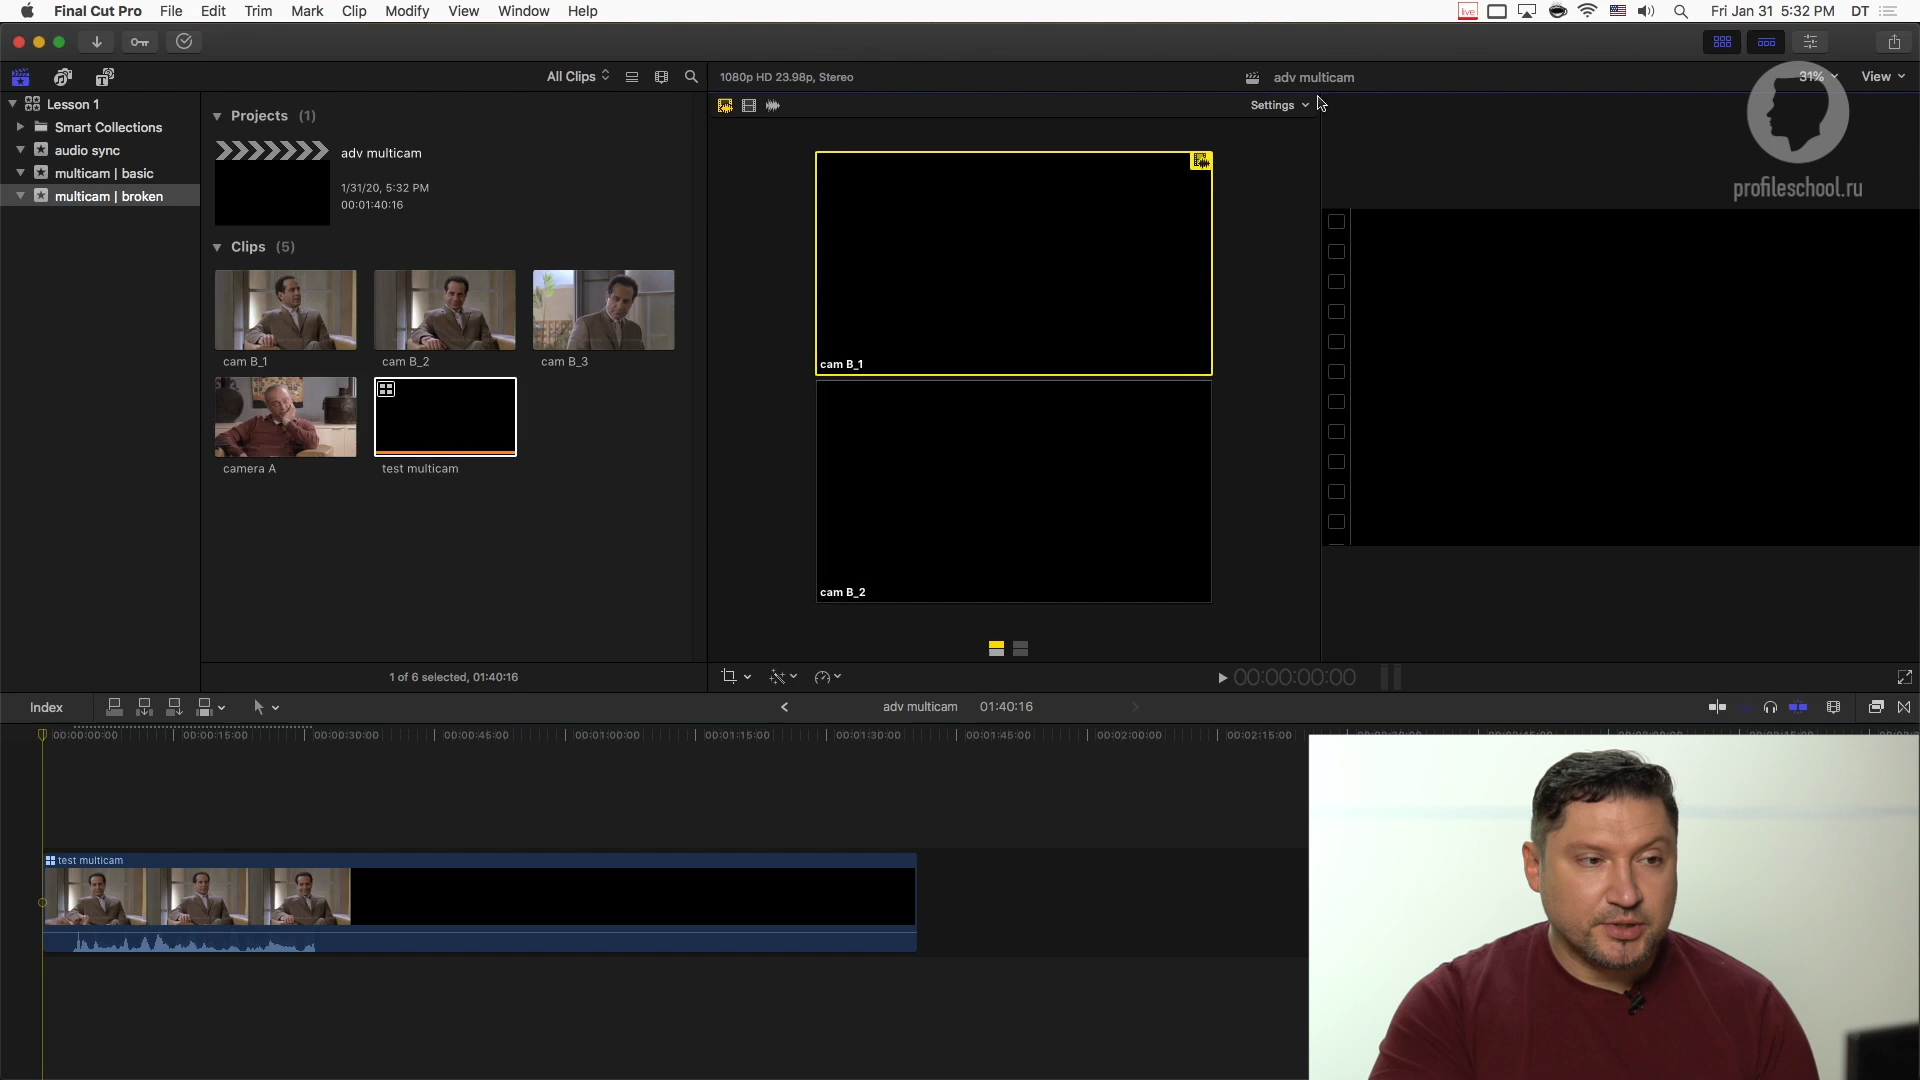 Final Cut Pro File Edit Trim Mark Clip Modify View Window Help
live Fri Jan 31 5:32 PM DT
All Clips
1080p HD 23.98p, Stereo
adv multicam
31%
View
Lesson 1
Smart Collections
audio sync
multicam | basic
multicam | broken
Projects (1)
adv multicam
1/31/20, 5:32 PM
00:01:40:16
Clips (5)
cam B_1
cam B_2
cam B_3
camera A
test multicam
1 of 6 selected, 01:40:16
Settings
cam B_1
cam B_2
profileschool.ru
00:00:00:00
Index
adv multicam 01:40:16
00:00:00:00 00:00:15:00 00:00:30:00 00:00:45:00 00:01:00:00 00:01:15:00 00:01:30:00 00:01:45:00 00:02:00:00 00:02:15:00
test multicam